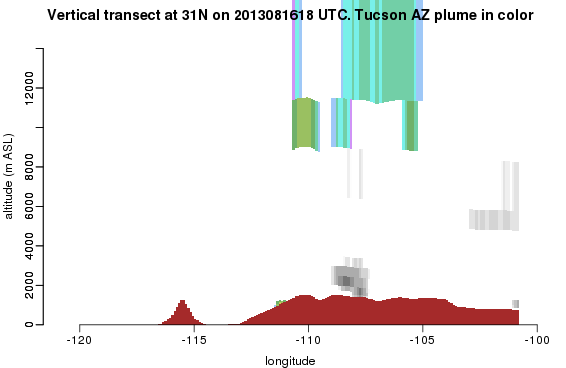 Vertical transect at 31N on 2013081618 UTC. Tucson AZ plume in color
altitude (m ASL)
12000
8000
6000
4000
2000
0
-120 -115 -110 -105 -100
longitude